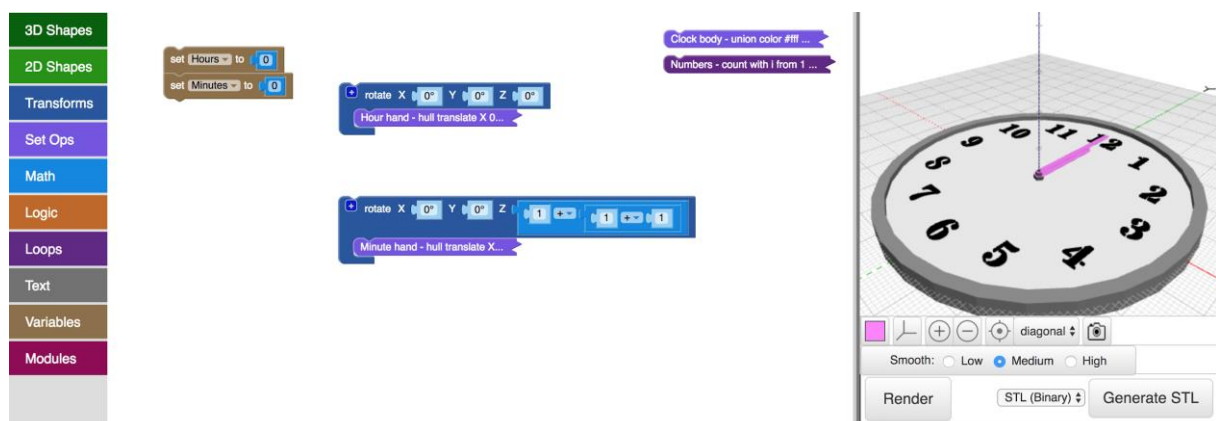 3D Shapes
2D Shapes
Transforms
Set Ops
Math
Logic
Loops
Text
Variables
Modules
set Hours to 0
set Minutes to 0
rotate X 0° Y 0° Z 0°
Hour hand - hull translate X 0...
rotate X 0° Y 0° Z 1 + 1 + 1
Minute hand - hull translate X...
Clock body - union color #fff ...
Numbers - count with i from 1 ...
10 11 12
9 1
8 2
7 3
6 5 4
diagonal
Smooth: Low Medium High
Render STL (Binary) Generate STL